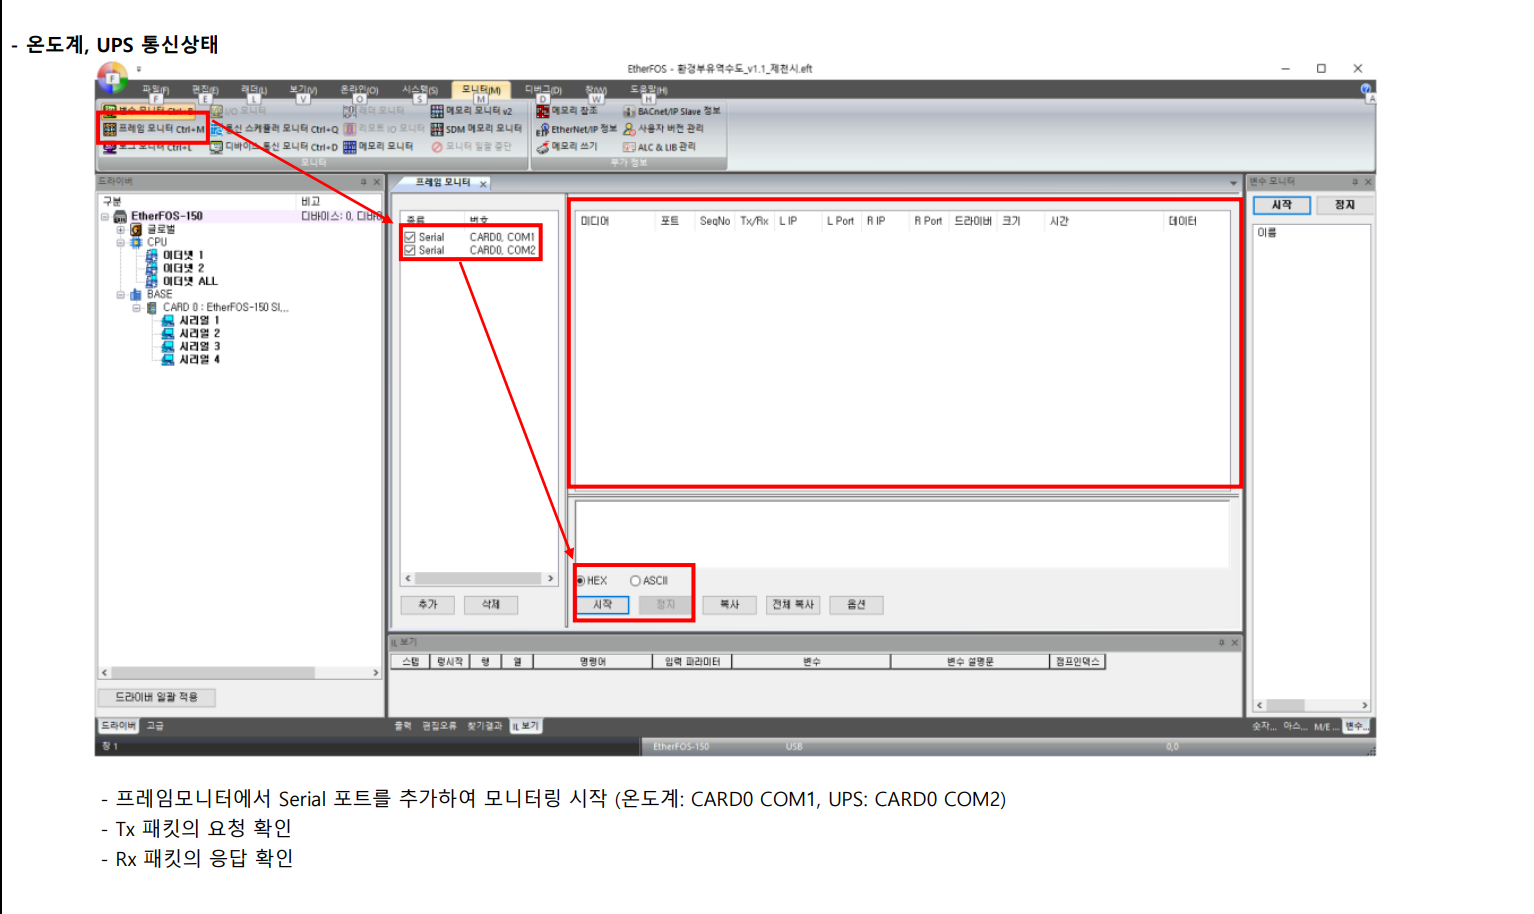 - 온도계, UPS 통신상태
EtherFOS - 환경부유역수도_v1.1_제천시.eft
파일(F) 편집(E) 래더(L) 보기(V) 온라인(O) 시스템(S) 모니터(M) 디버그(D) 창(W) 도움말(H)
F E L V O S M D W H A
변수 모니터 Ctrl+B I/O 모니터 래더 모니터 메모리 모니터 v2 메모리 참조 BACnet/IP Slave 정보
프레임 모니터 Ctrl+M 통신 스케쥴러 모니터 Ctrl+Q 리모트 IO 모니터 SDM 메모리 모니터 EtherNet/IP 정보 사용자 버전 관리
로그 모니터 Ctrl+L 디바이스 통신 모니터 Ctrl+D 메모리 모니터 모니터 일괄 중단 메모리 쓰기 ALC & LIB 관리
모니터 부가 정보
드라이버
구분 비고
EtherFOS-150 디바이스: 0, 디바이
글로벌
CPU
이더넷 1
이더넷 2
이더넷 ALL
BASE
CARD 0 : EtherFOS-150 SI,,,
시리얼 1
시리얼 2
시리얼 3
시리얼 4
드라이버 일괄 적용
드라이버 고급
프레임 모니터
종류 번호
Serial CARD0, COM1
Serial CARD0, COM2
추가 삭제
미디어 포트 SeqNo Tx/Rx L IP L Port R IP R Port 드라이버 크기 시간 데이터
HEX ASCII
시작 정지 복사 전체 복사 옵션
IL 보기
스텝 렁시작 행 열 명령어 입력 파라미터 변수 변수 설명문 점프인덱스
출력 편집오류 찾기결과 IL 보기
변수 모니터
시작 정지
이름
숫자... 아스... M/E... 변수...
창 1 EtherFOS-150 USB 0,0
- 프레임모니터에서 Serial 포트를 추가하여 모니터링 시작 (온도계: CARD0 COM1, UPS: CARD0 COM2)
- Tx 패킷의 요청 확인
- Rx 패킷의 응답 확인